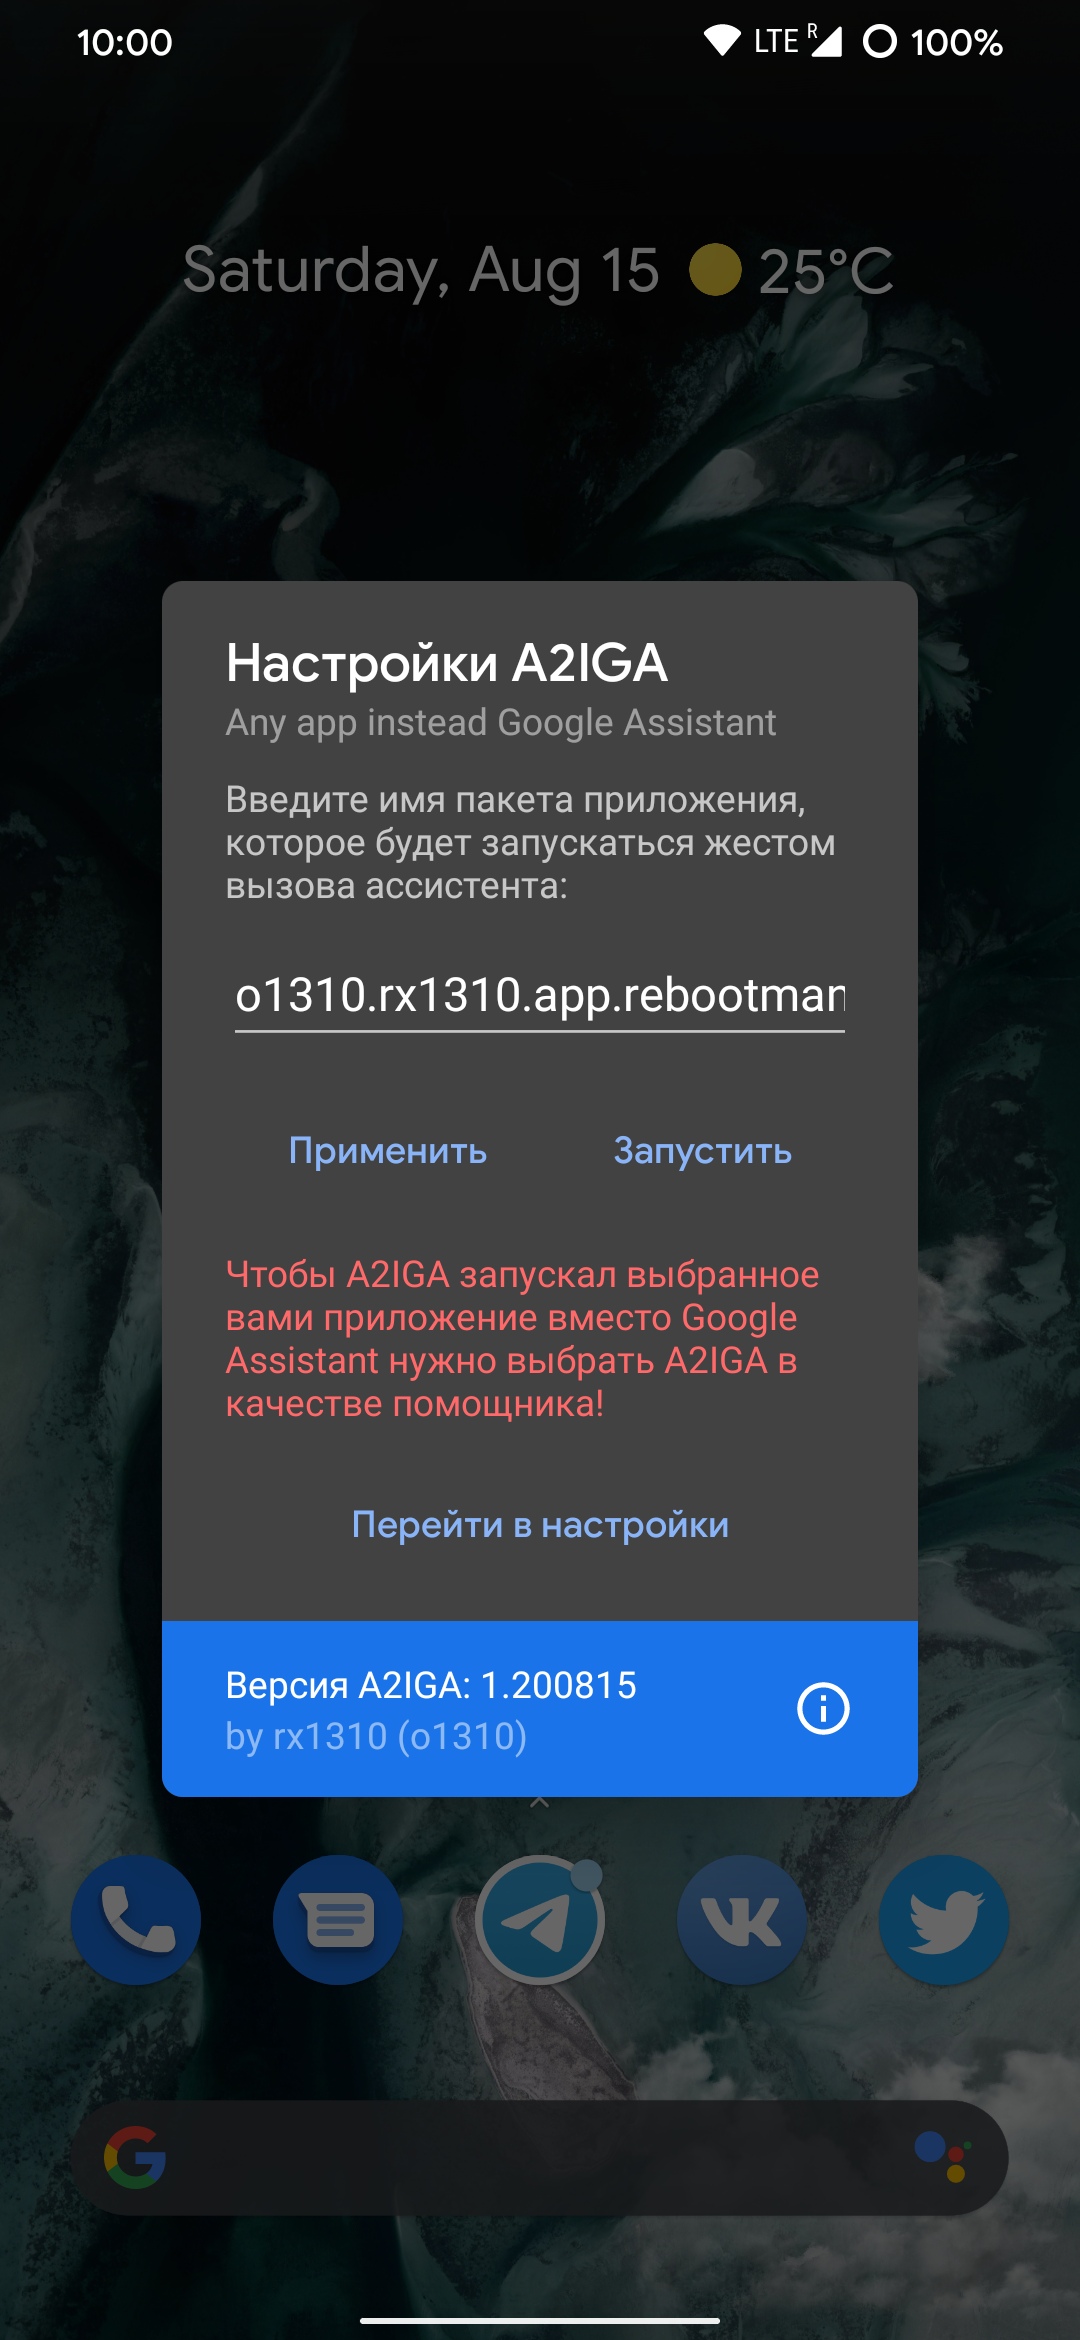 10:00
LTE R 100%
Saturday, Aug 15 25°C
Настройки A2IGA
Any app instead Google Assistant
Введите имя пакета приложения,
которое будет запускаться жестом
вызова ассистента:
o1310.rx1310.app.rebootman
Применить Запустить
Чтобы A2IGA запускал выбранное
вами приложение вместо Google
Assistant нужно выбрать A2IGA в
качестве помощника!
Перейти в настройки
Версия A2IGA: 1.200815
by rx1310 (o1310)